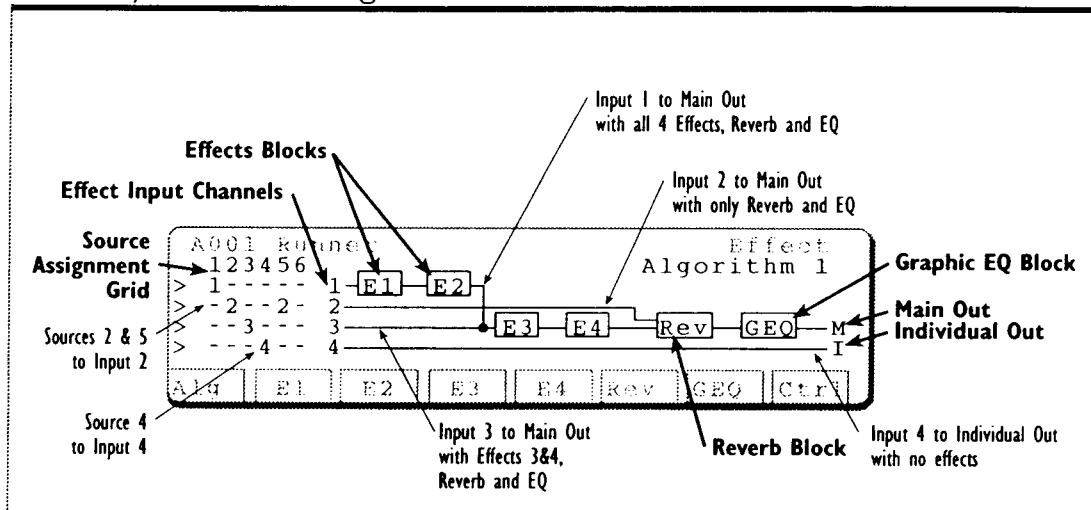 Input 1 to Main Out
with all 4 Effects, Reverb and EQ
Effects Blocks
Input 2 to Main Out
with only Reverb and EQ
Effect Input Channels
Source
Assignment
Grid
A001 Runner Effect
123456 Algorithm 1
> 1----- 1 E1 E2
> -2--2- 2
> --3--- 3 E3 E4 Rev GEQ M
> ---4-- 4 I
Alg E1 E2 E3 E4 Rev GEQ Ctrl
Graphic EQ Block
Main Out
Individual Out
Sources 2 & 5
to Input 2
Source 4
to Input 4
Input 3 to Main Out
with Effects 3&4,
Reverb and EQ
Reverb Block
Input 4 to Individual Out
with no effects